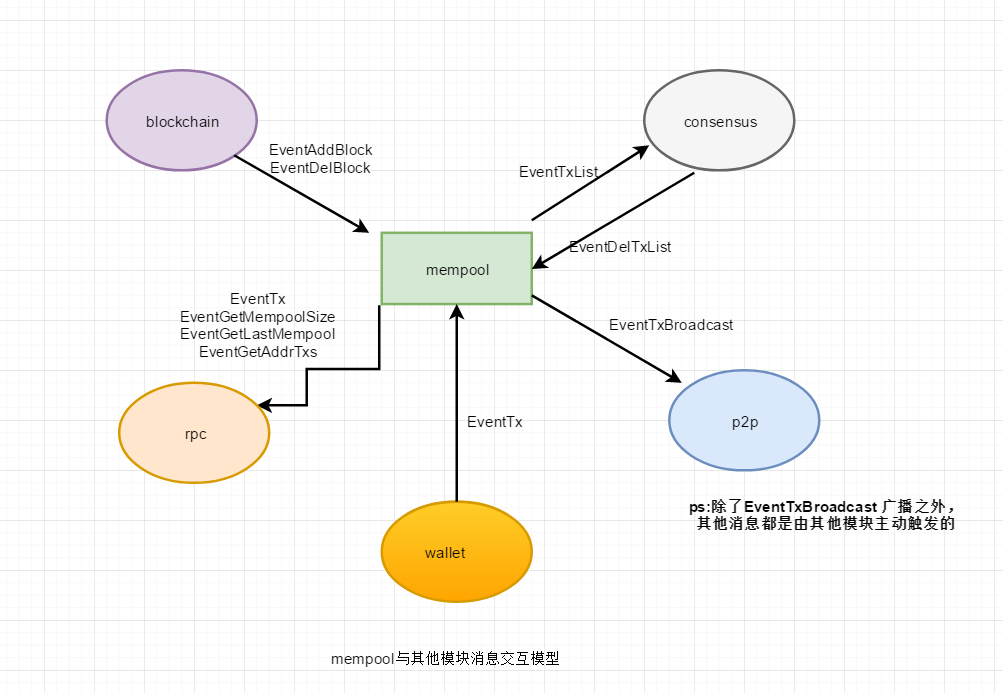 blockchain
consensus
EventAddBlock
EventDelBlock
EventTxList
EventDelTxList
mempool
EventTx
EventGetMempoolSize
EventGetLastMempool
EventGetAddrTxs
EventTxBroadcast
rpc
EventTx
p2p
ps:除了EventTxBroadcast 广播之外，
其他消息都是由其他模块主动触发的
wallet
mempool与其他模块消息交互模型